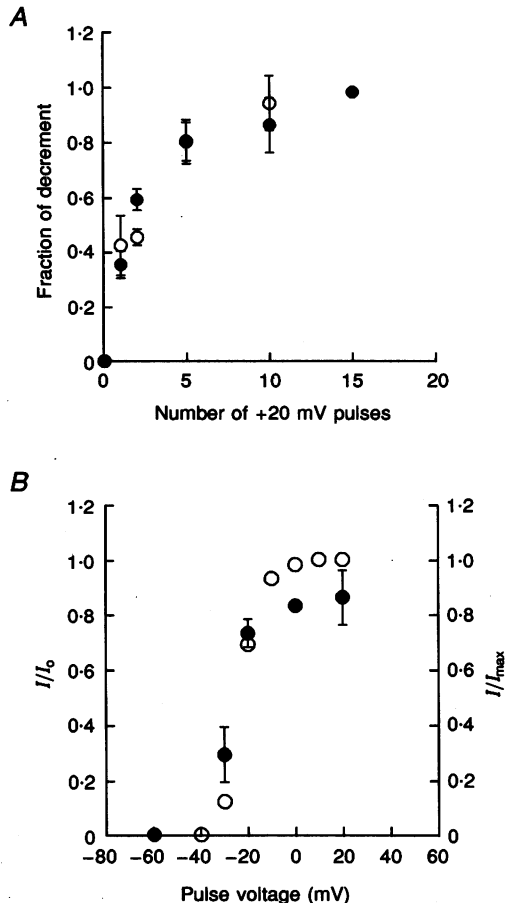 A
1·2
1·0
0·8
0·6
0·4
0·2
0
Fraction of decrement
0 5 10 15 20
Number of +20 mV pulses
B
1·2 1·2
1·0 1·0
0·8 0·8
0·6 0·6
0·4 0·4
0·2 0·2
0 0
I/Io
I/Imax
−80 −60 −40 −20 0 20 40 60
Pulse voltage (mV)